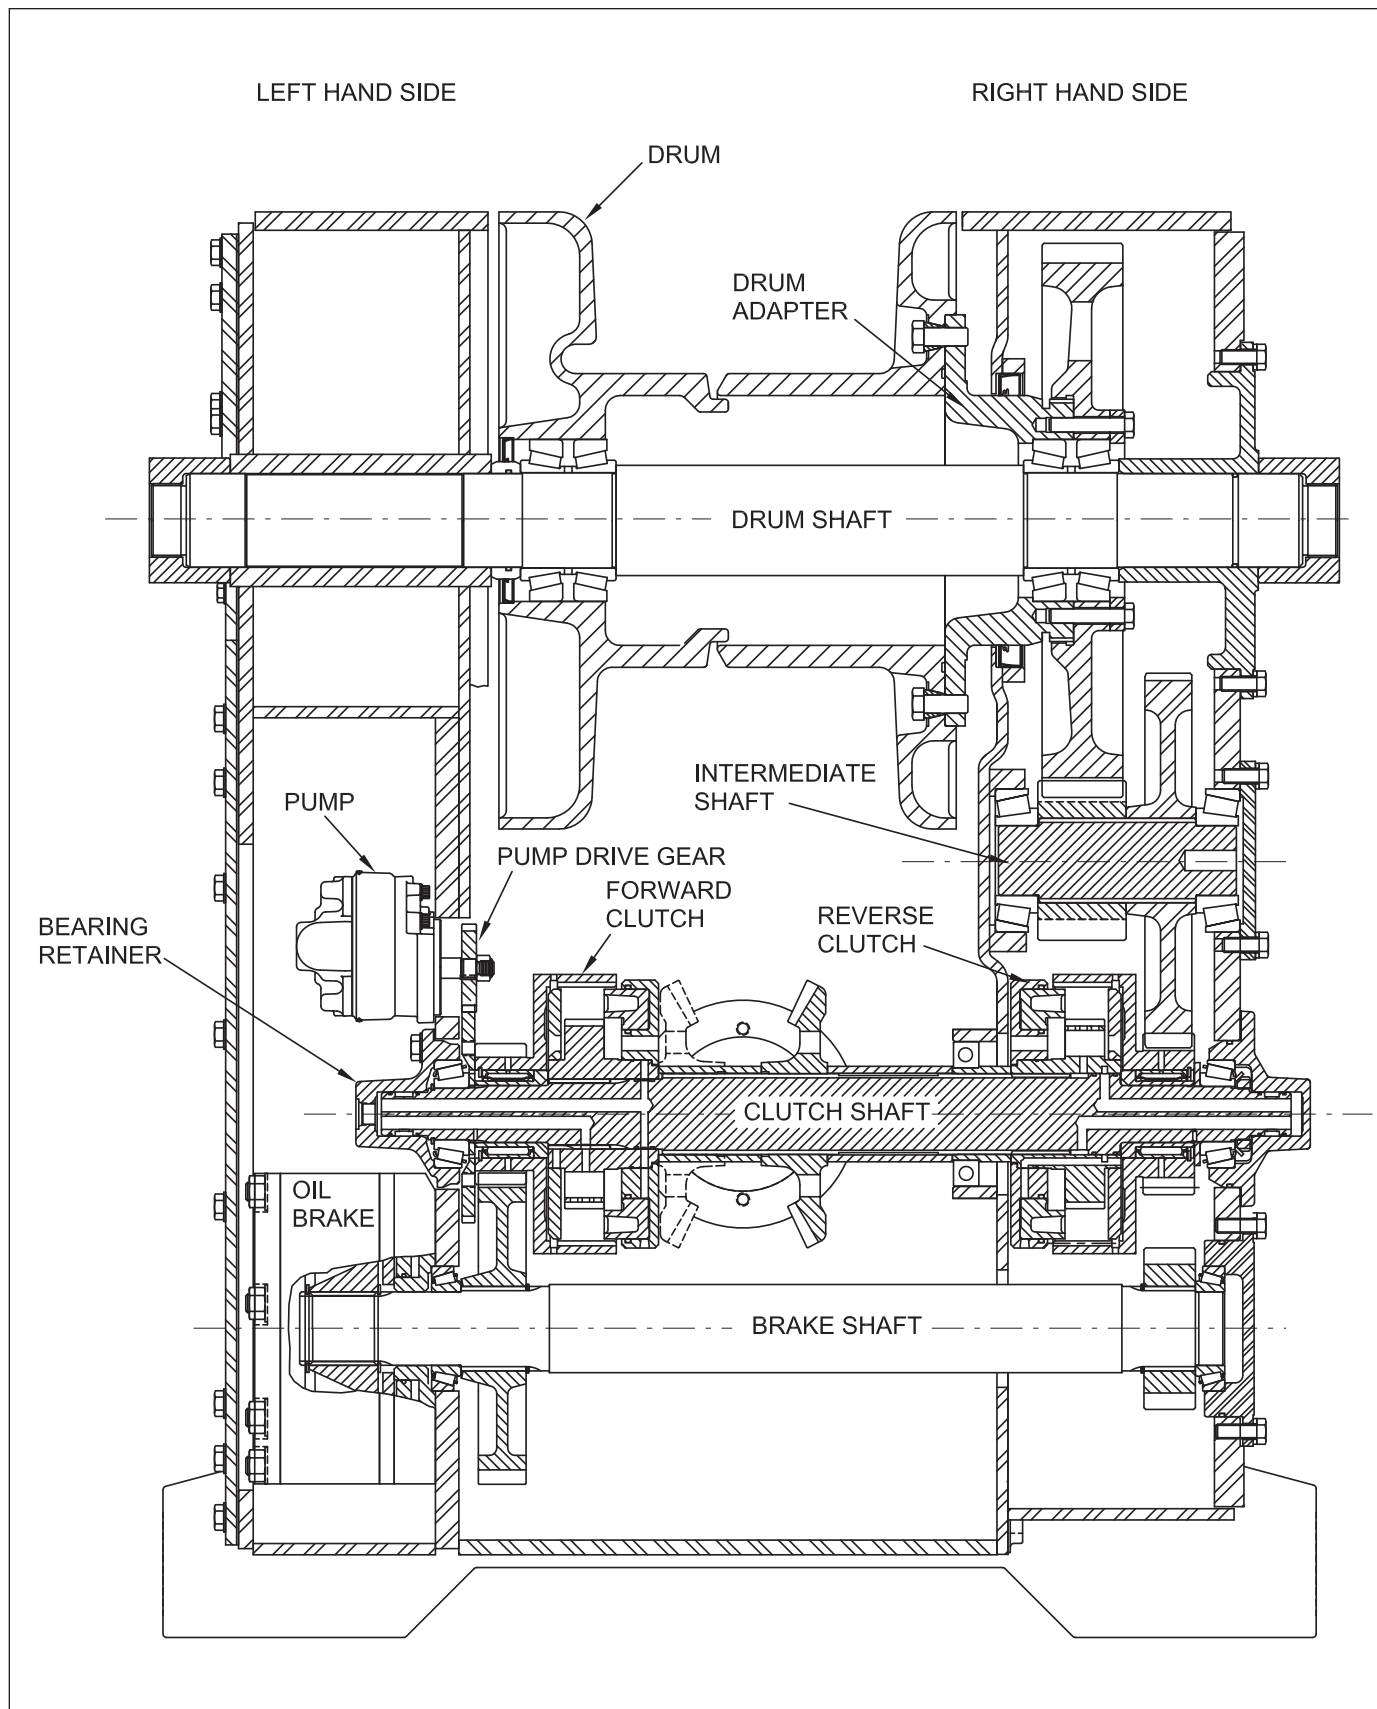 LEFT HAND SIDE
RIGHT HAND SIDE
DRUM
DRUM
ADAPTER
DRUM SHAFT
INTERMEDIATE
SHAFT
PUMP
PUMP DRIVE GEAR
FORWARD
CLUTCH
REVERSE
CLUTCH
BEARING
RETAINER
CLUTCH SHAFT
OIL
BRAKE
BRAKE SHAFT